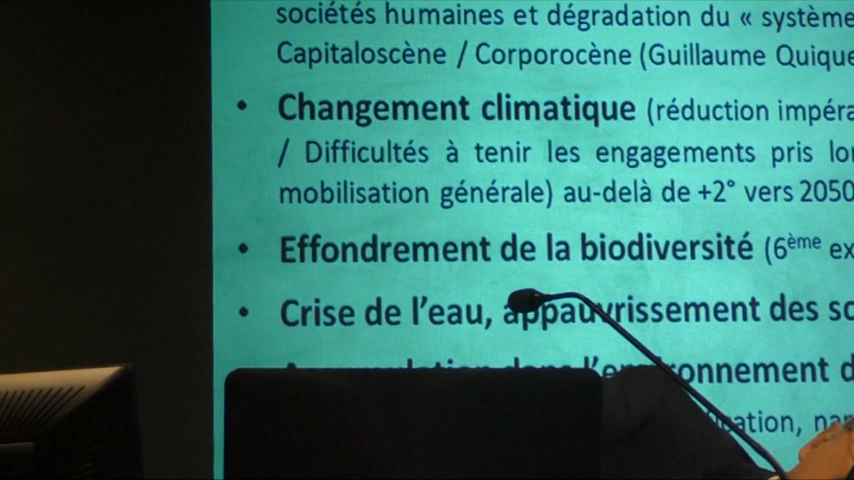 sociétés humaines et dégradation du « système
Capitaloscène / Corporocène (Guillaume
• Changement climatique (réduction
/ Difficultés à tenir les engagements pris
mobilisation générale) au-delà de +2° vers 2050
• Effondrement de la biodiversité (6ème
• Crise de l'eau, appauvrissement des
l'environnement